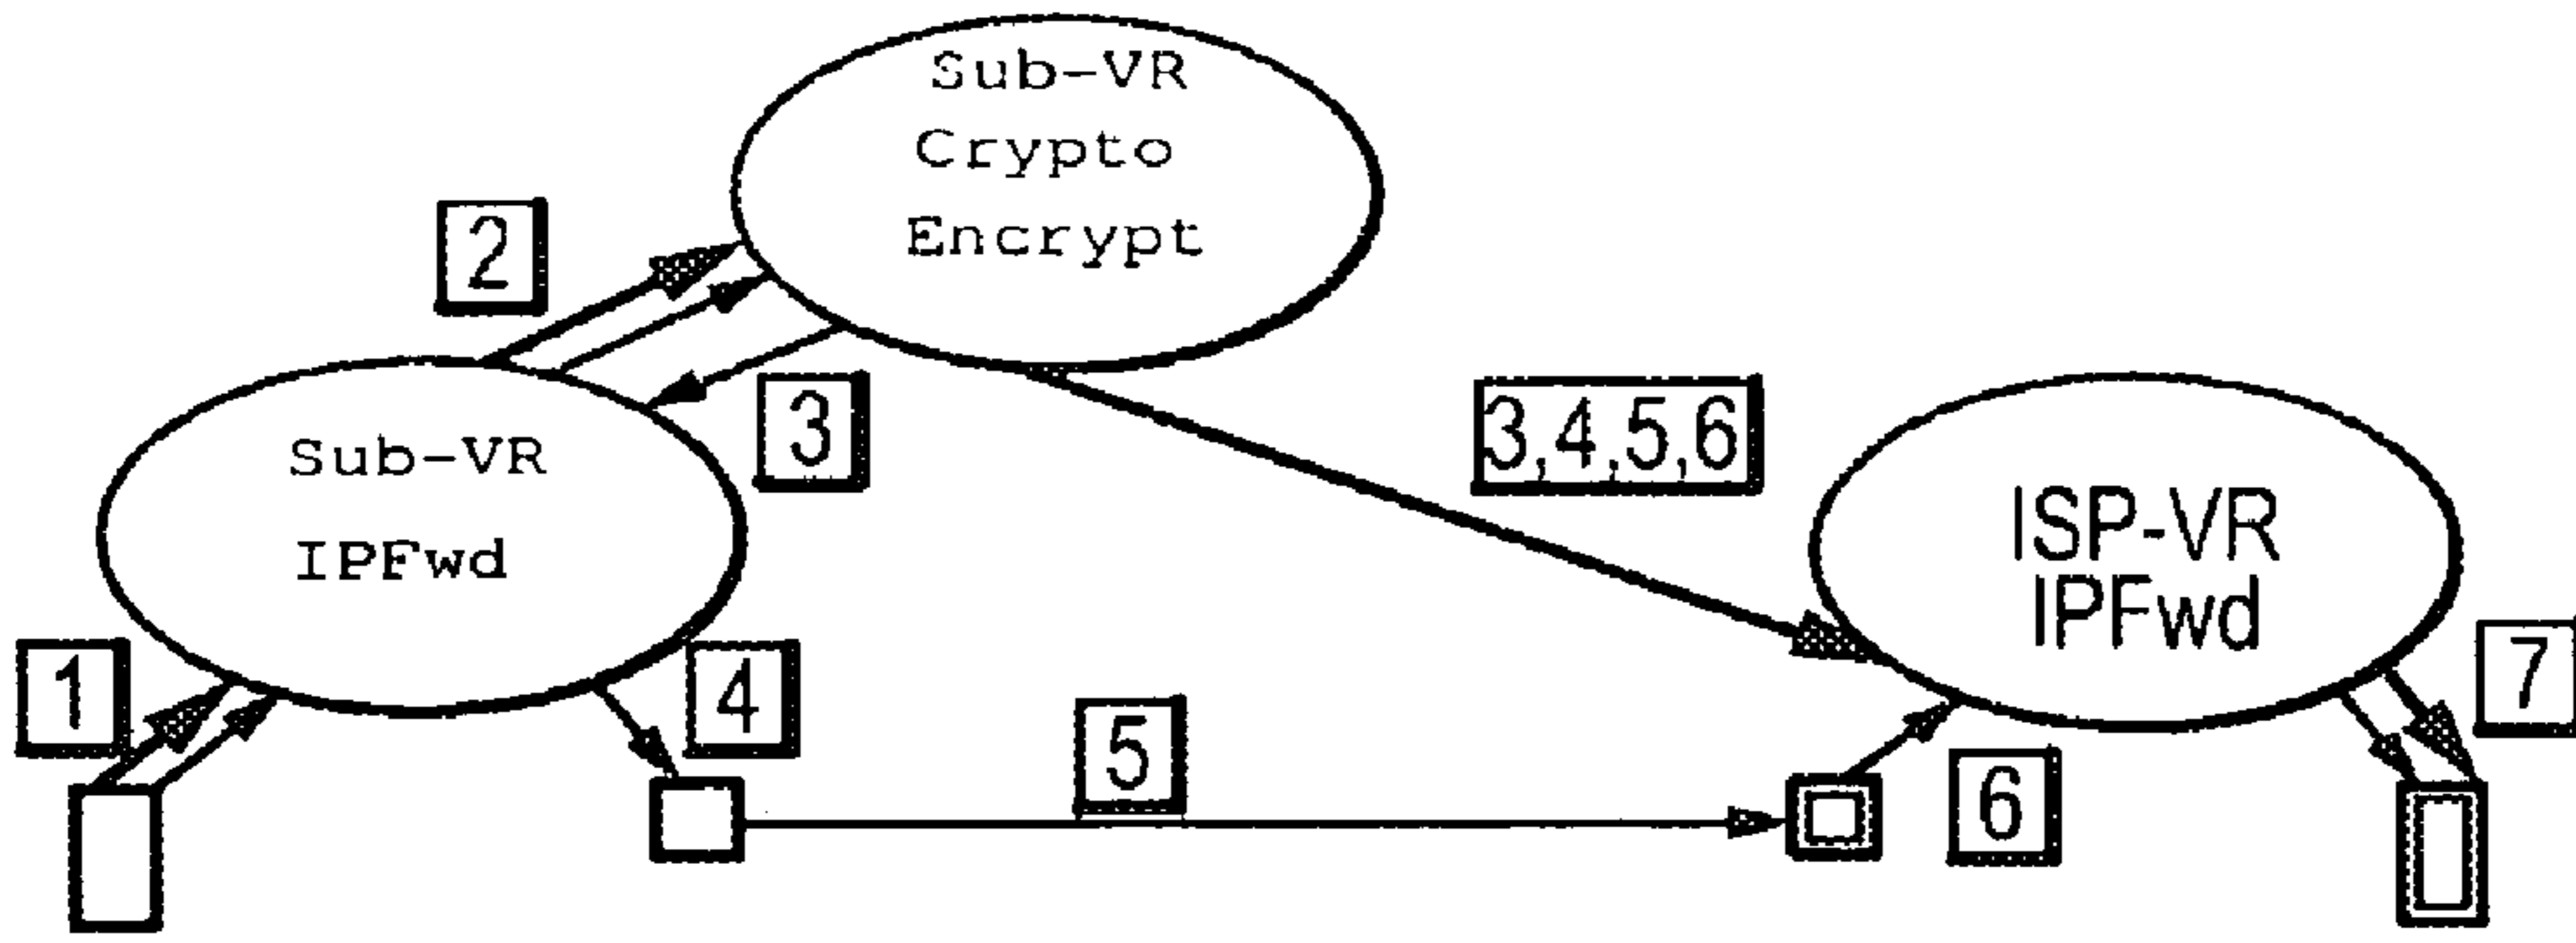 Sub-VR
Crypto
Encrypt
2
3
3,4,5,6
Sub-VR
IPFwd
ISP-VR
IPFwd
1
4
5
6
7